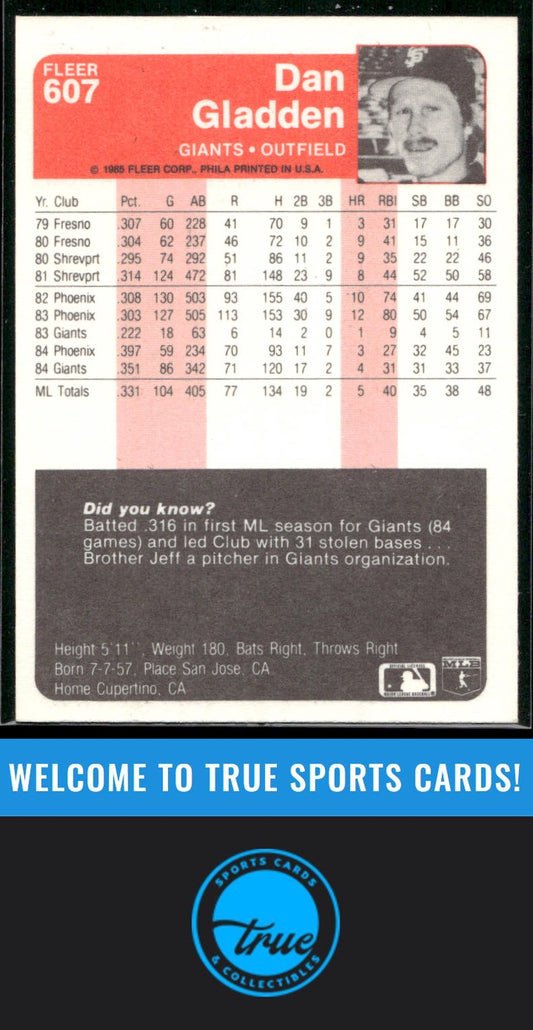 FLEER
607
Dan
Gladden
GIANTS • OUTFIELD
© 1985 FLEER CORP., PHILA PRINTED IN U.S.A.
Yr. Club Pct. G AB R H 2B 3B HR RBI SB BB SO
79 Fresno .307 60 228 41 70 9 1 3 31 17 17 30
80 Fresno .304 62 237 46 72 10 2 9 41 15 11 36
80 Shrevprt .295 74 292 51 86 11 2 9 35 22 22 46
81 Shrevprt .314 124 472 81 148 23 9 8 44 52 50 58
82 Phoenix .308 130 503 93 155 40 5 10 74 41 44 69
83 Phoenix .303 127 505 113 153 30 9 12 80 50 54 67
83 Giants .222 18 63 6 14 2 0 1 9 4 5 11
84 Phoenix .397 59 234 70 93 11 7 3 27 32 45 23
84 Giants .351 86 342 71 120 17 2 4 31 31 33 37
ML Totals .331 104 405 77 134 19 2 5 40 35 38 48
Did you know?
Batted .316 in first ML season for Giants (84
games) and led Club with 31 stolen bases . . .
Brother Jeff a pitcher in Giants organization.
Height 5'11", Weight 180, Bats Right, Throws Right
Born 7-7-57, Place San Jose, CA
Home Cupertino, CA
OFFICIAL LICENSEE
MAJOR LEAGUE BASEBALL
WELCOME TO TRUE SPORTS CARDS!
SPORTS CARDS
true
& COLLECTIBLES